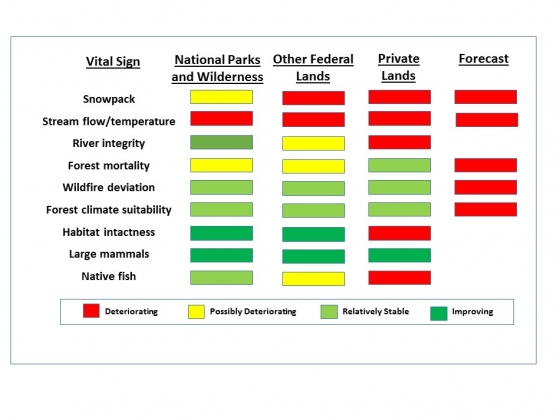 Vital Sign
National Parks
and Wilderness
Other Federal
Lands
Private
Lands
Forecast
Snowpack
Stream flow/temperature
River integrity
Forest mortality
Wildfire deviation
Forest climate suitability
Habitat intactness
Large mammals
Native fish
Deteriorating
Possibly Deteriorating
Relatively Stable
Improving